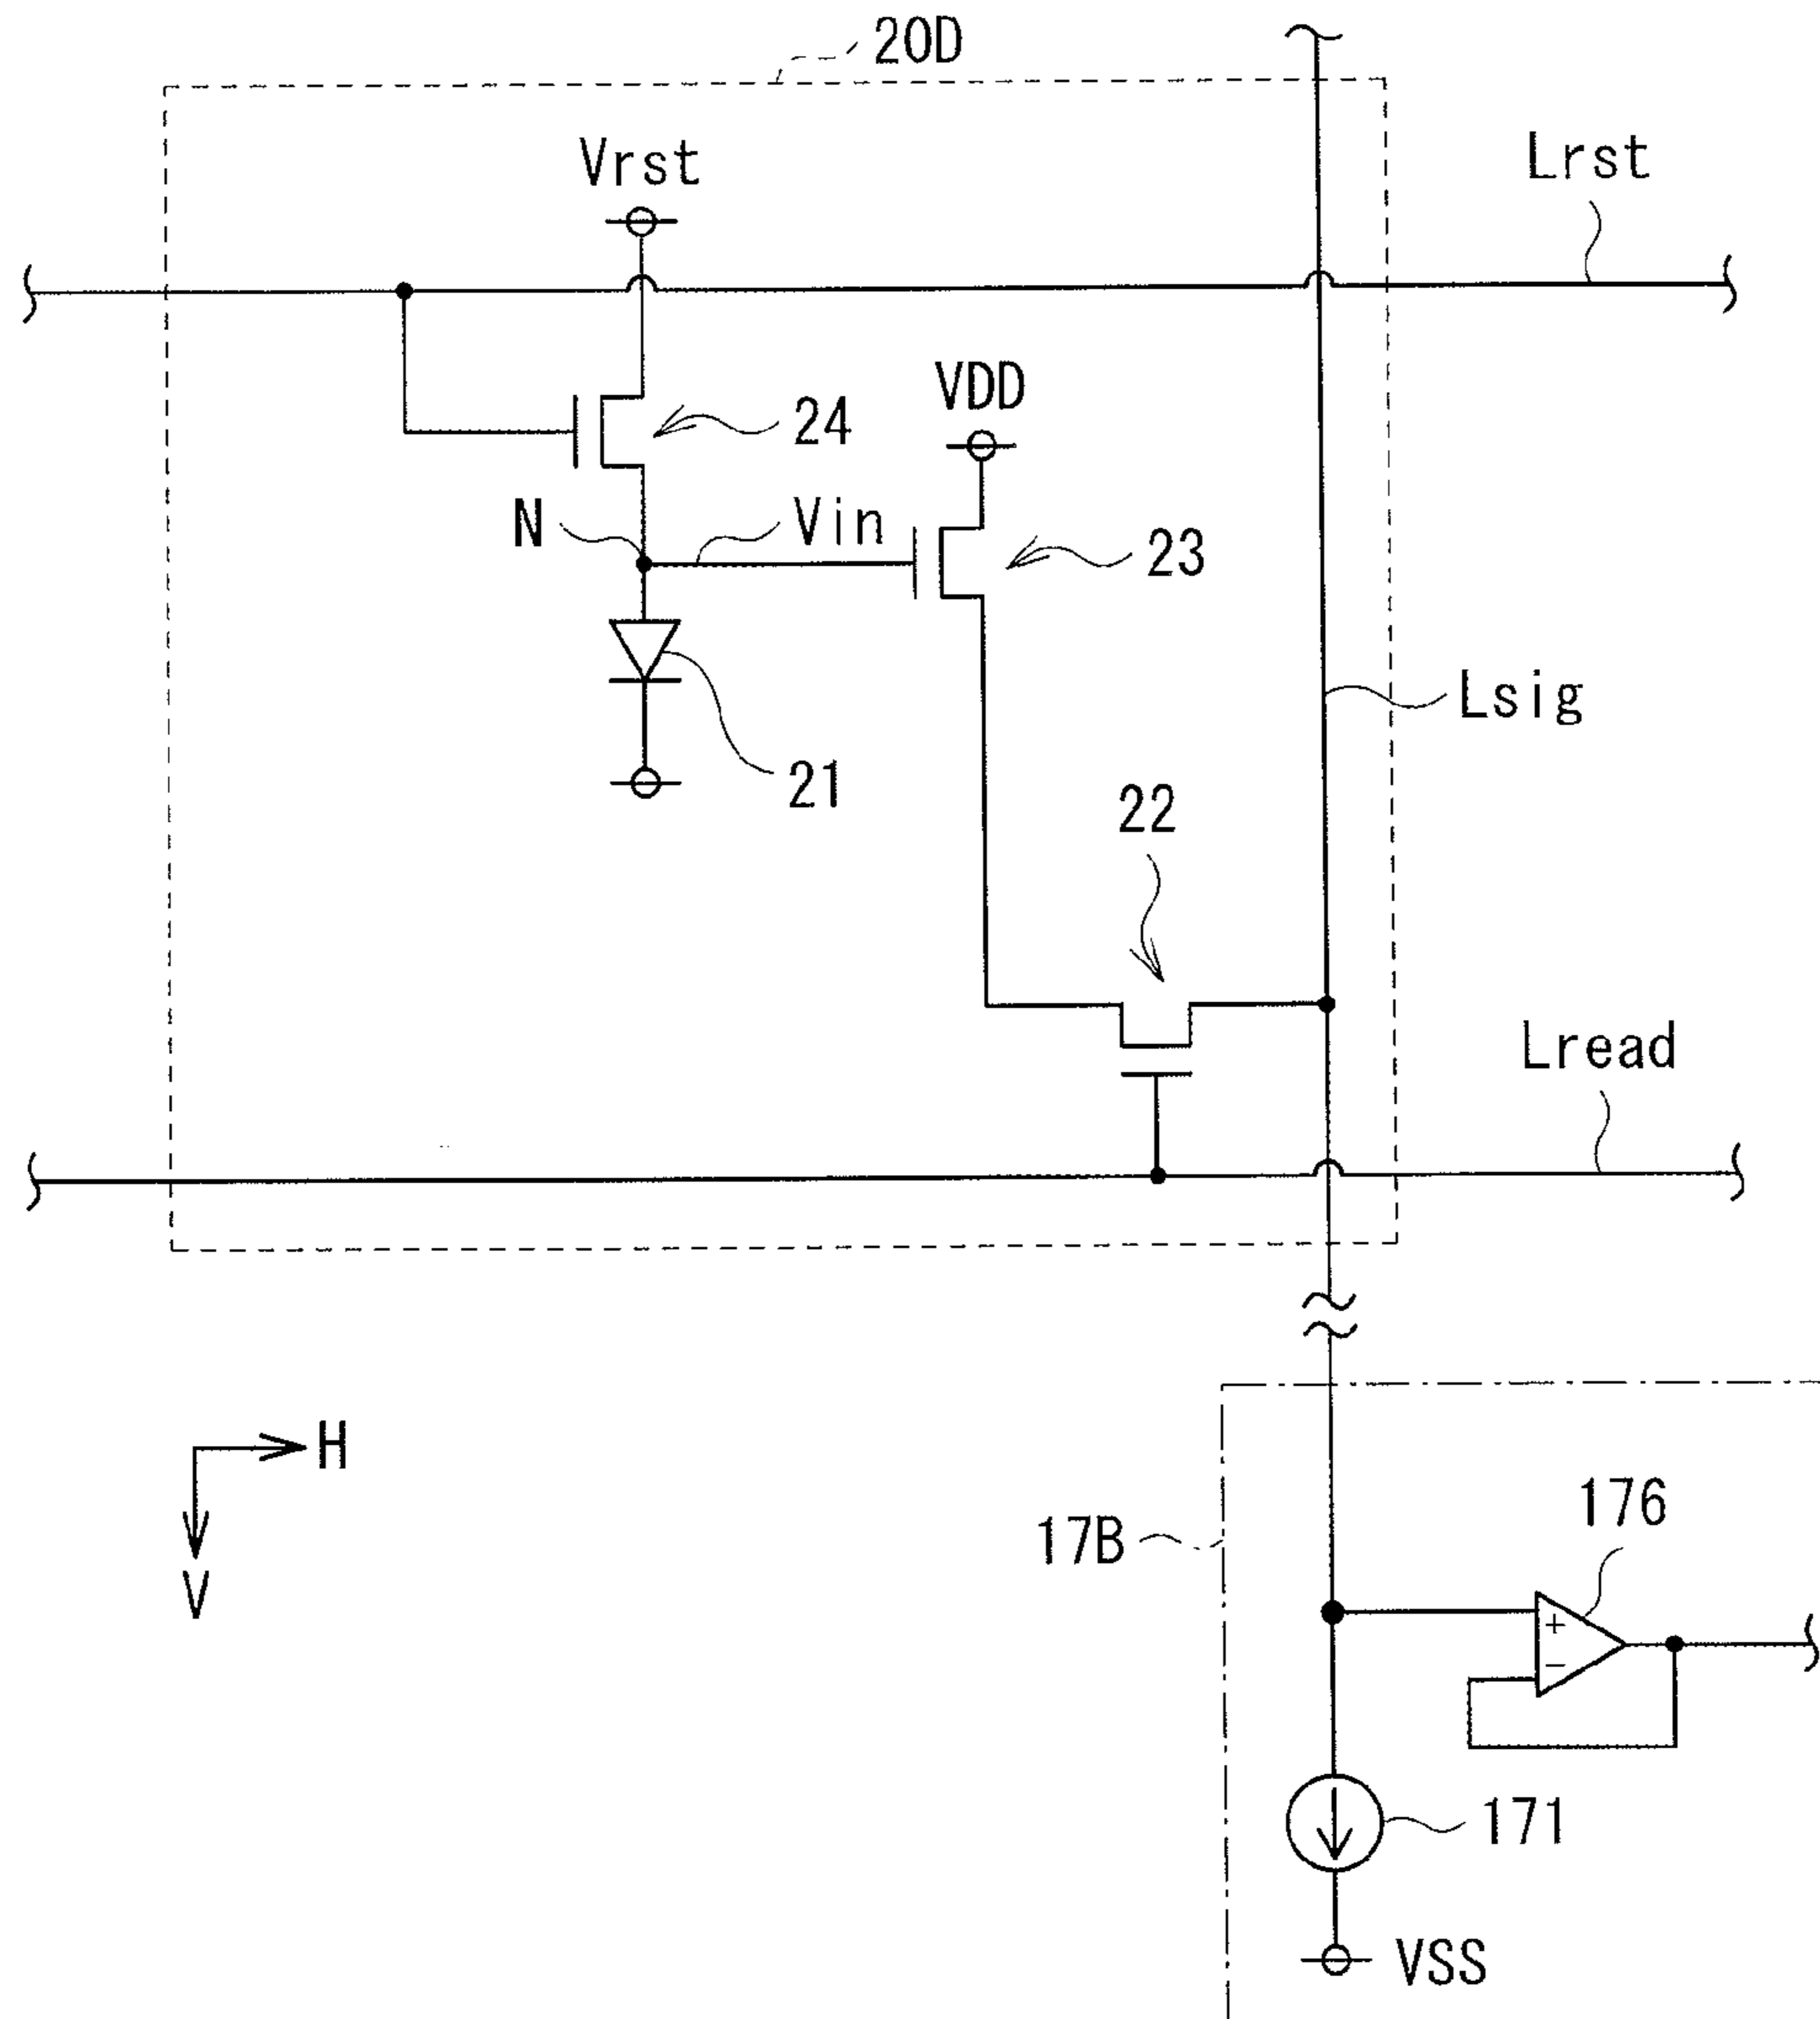 20D
Vrst
Lrst
VDD
24
N
Vin
23
Lsig
21
22
Lread
H
V
17B
176
+
−
171
VSS